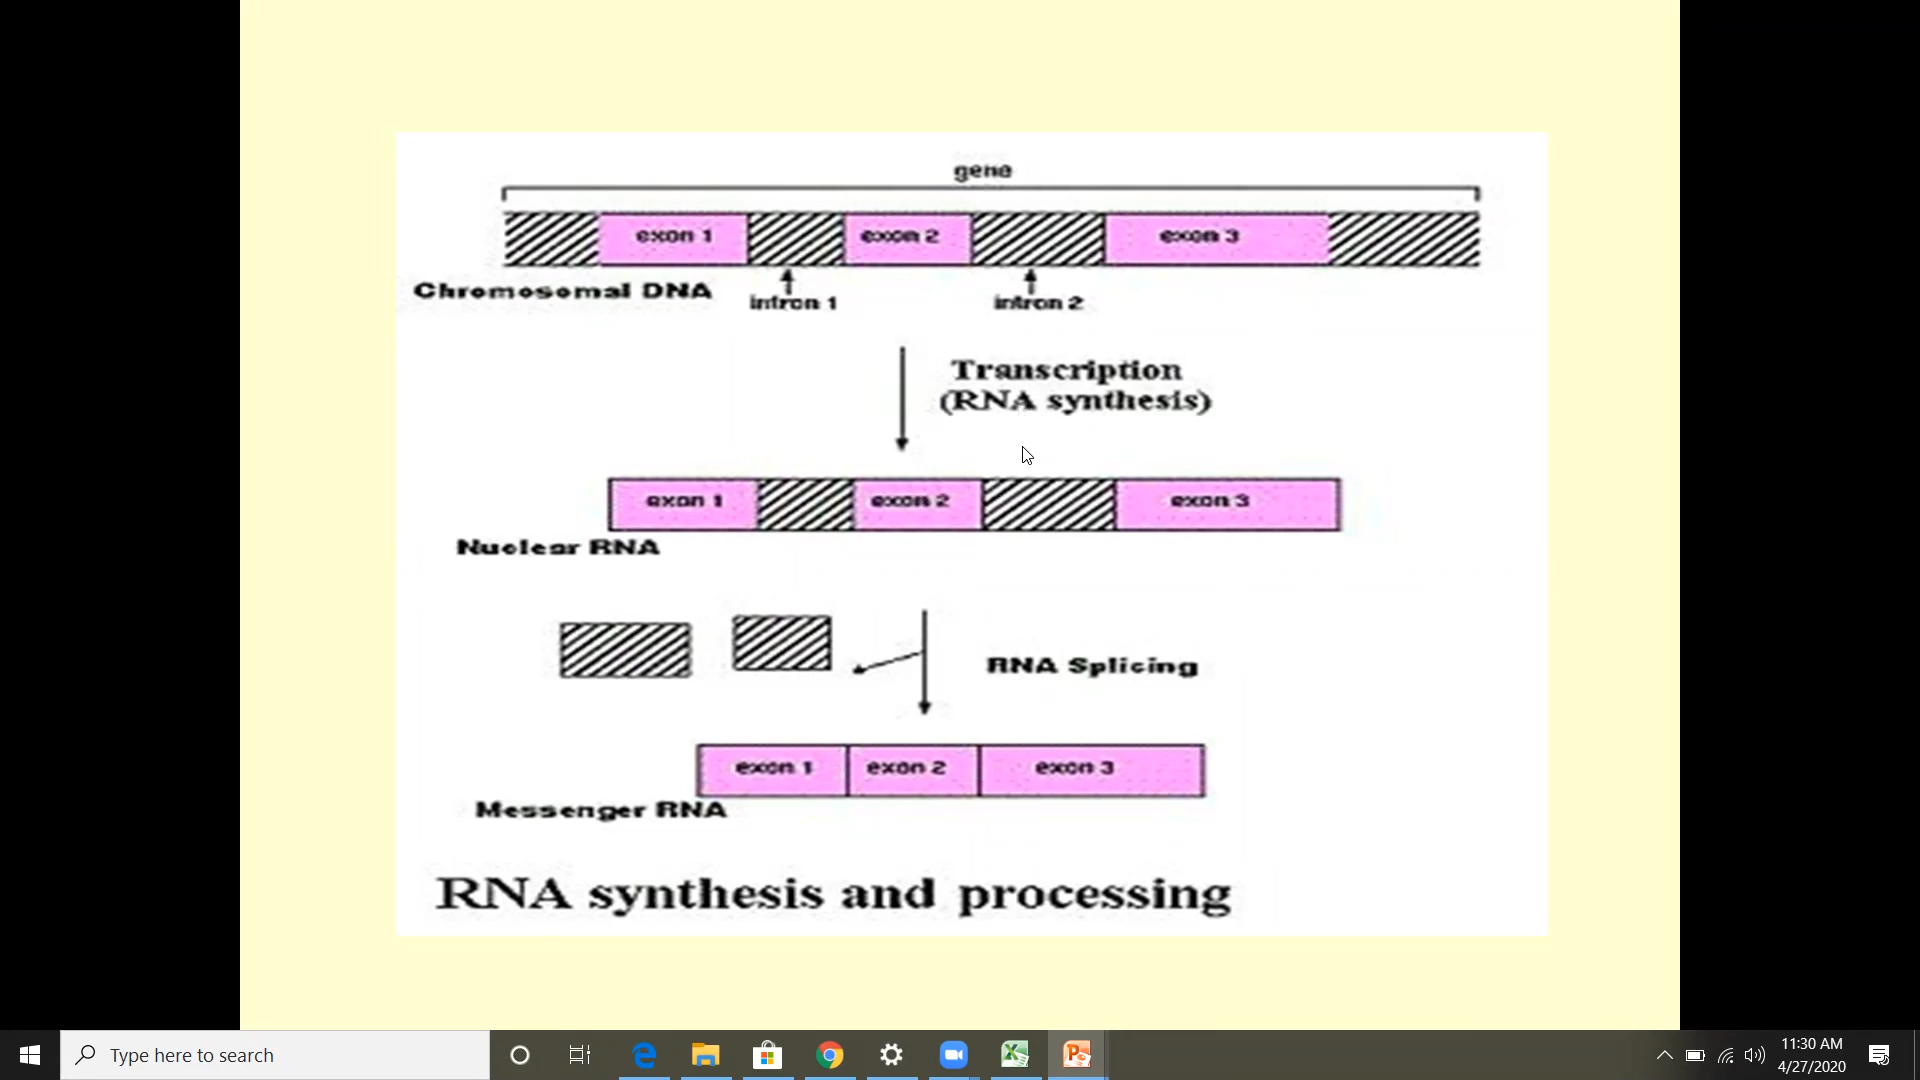 gene
exon 1 exon 2 exon 3
Chromosomal DNA
intron 1 intron 2
Transcription
(RNA synthesis)
exon 1 exon 2 exon 3
Nuclear RNA
RNA Splicing
exon 1 exon 2 exon 3
Messenger RNA
RNA synthesis and processing
Type here to search
11:30 AM
4/27/2020